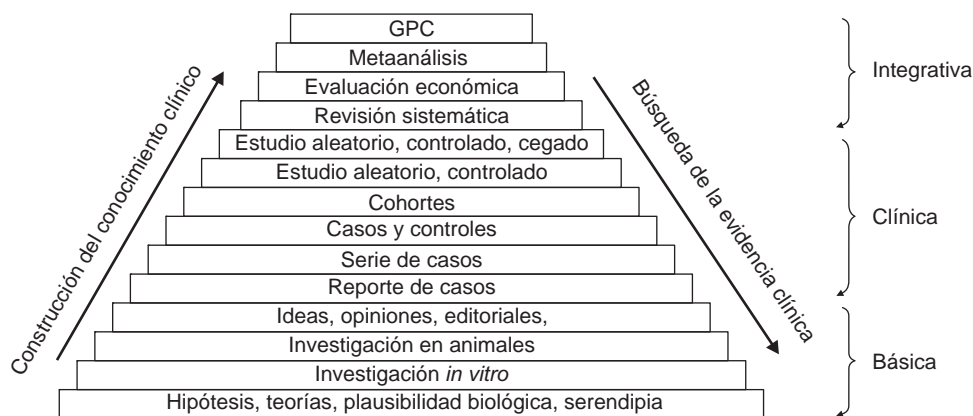 GPC
Metaanálisis
Evaluación económica
Revisión sistemática
Estudio aleatorio, controlado, cegado
Estudio aleatorio, controlado
Cohortes
Casos y controles
Serie de casos
Reporte de casos
Ideas, opiniones, editoriales,
Investigación en animales
Investigación in vitro
Hipótesis, teorías, plausibilidad biológica, serendipia
Construcción del conocimiento clínico
Búsqueda de la evidencia clínica
Integrativa
Clínica
Básica